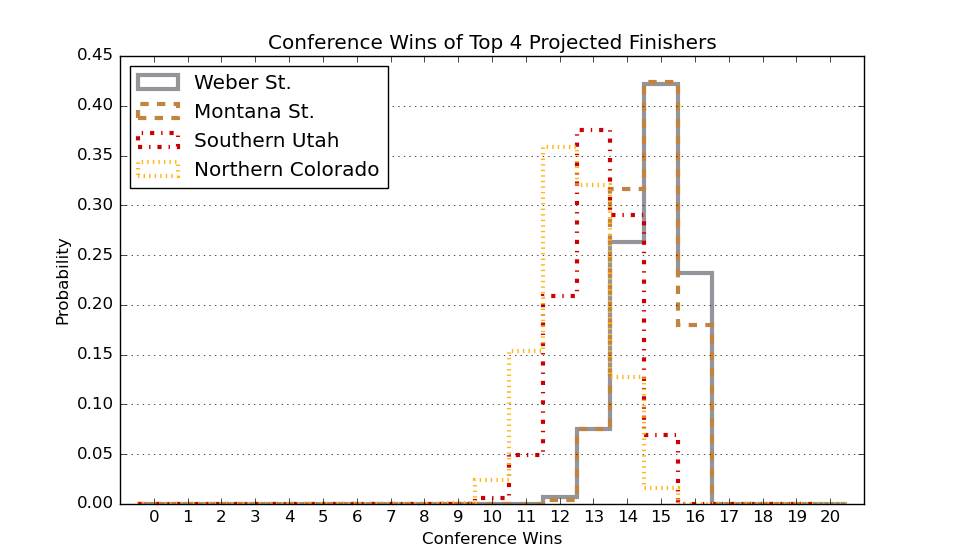 Conference Wins of Top 4 Projected Finishers
Weber St.
Montana St.
Southern Utah
Northern Colorado
Probability
0.45
0.40
0.35
0.30
0.25
0.20
0.15
0.10
0.05
0.00
0 1 2 3 4 5 6 7 8 9 10 11 12 13 14 15 16 17 18 19 20
Conference Wins